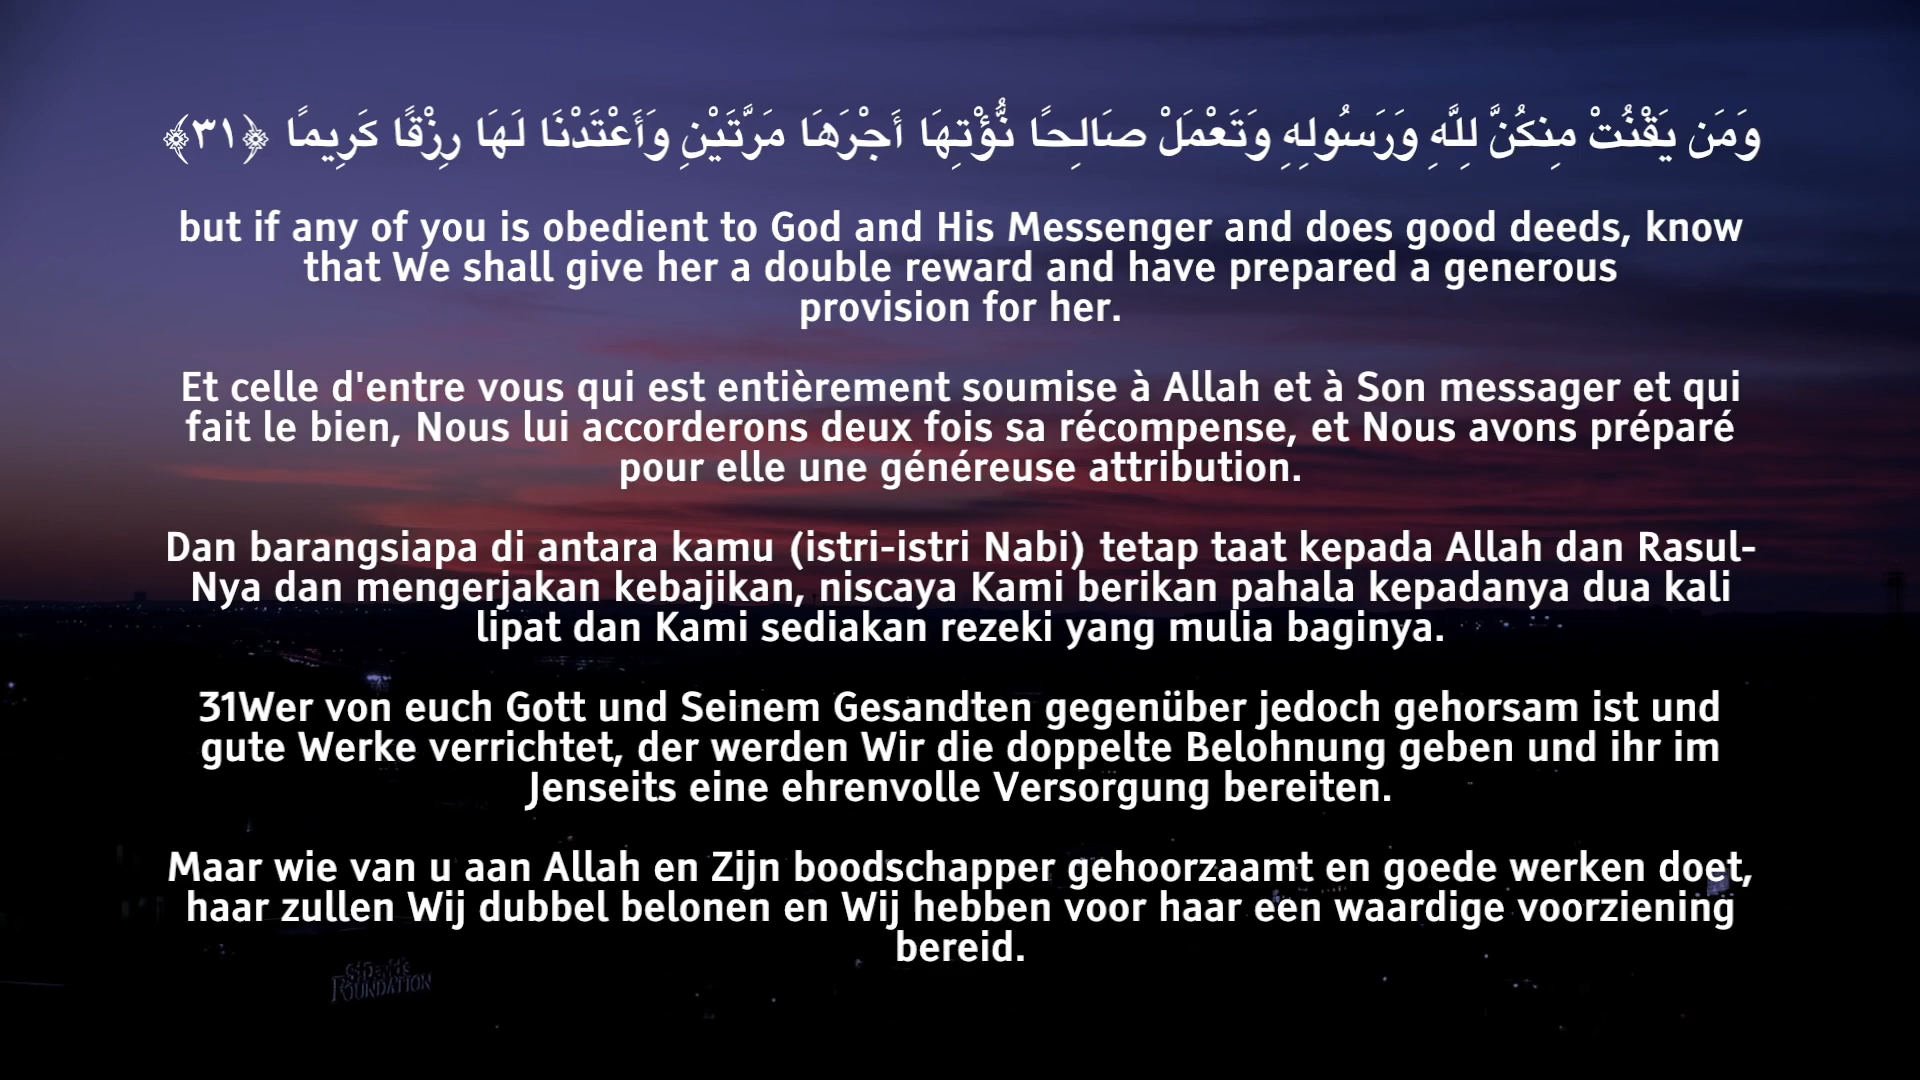 وَمَن يَقْنُتْ مِنكُنَّ لِلَّهِ وَرَسُولِهِ وَتَعْمَلْ صَالِحًا نُّؤْتِهَا أَجْرَهَا مَرَّتَيْنِ وَأَعْتَدْنَا لَهَا رِزْقًا كَرِيمًا ﴿٣١﴾
but if any of you is obedient to God and His Messenger and does good deeds, know
that We shall give her a double reward and have prepared a generous
provision for her.
Et celle d'entre vous qui est entièrement soumise à Allah et à Son messager et qui
fait le bien, Nous lui accorderons deux fois sa récompense, et Nous avons préparé
pour elle une généreuse attribution.
Dan barangsiapa di antara kamu (istri-istri Nabi) tetap taat kepada Allah dan Rasul-
Nya dan mengerjakan kebajikan, niscaya Kami berikan pahala kepadanya dua kali
lipat dan Kami sediakan rezeki yang mulia baginya.
31Wer von euch Gott und Seinem Gesandten gegenüber jedoch gehorsam ist und
gute Werke verrichtet, der werden Wir die doppelte Belohnung geben und ihr im
Jenseits eine ehrenvolle Versorgung bereiten.
Maar wie van u aan Allah en Zijn boodschapper gehoorzaamt en goede werken doet,
haar zullen Wij dubbel belonen en Wij hebben voor haar een waardige voorziening
bereid.
FOUNDATION